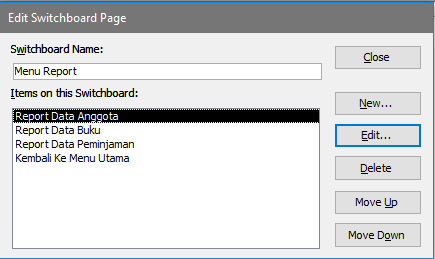 Edit Switchboard Page
Switchboard Name:
Menu Report
Items on this Switchboard:
Report Data Anggota
Report Data Buku
Report Data Peminjaman
Kembali Ke Menu Utama
Close
New...
Edit...
Delete
Move Up
Move Down